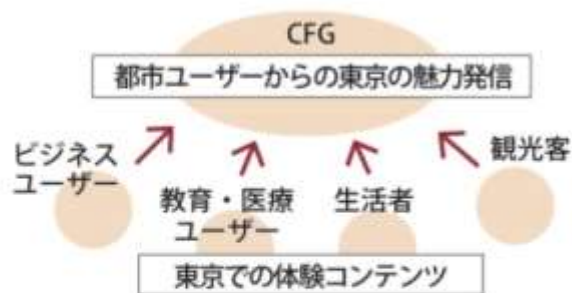 CFG
都市ユーザーからの東京の魅力発信
ビジネス
ユーザー
教育・医療
ユーザー
生活者
観光客
東京での体験コンテンツ